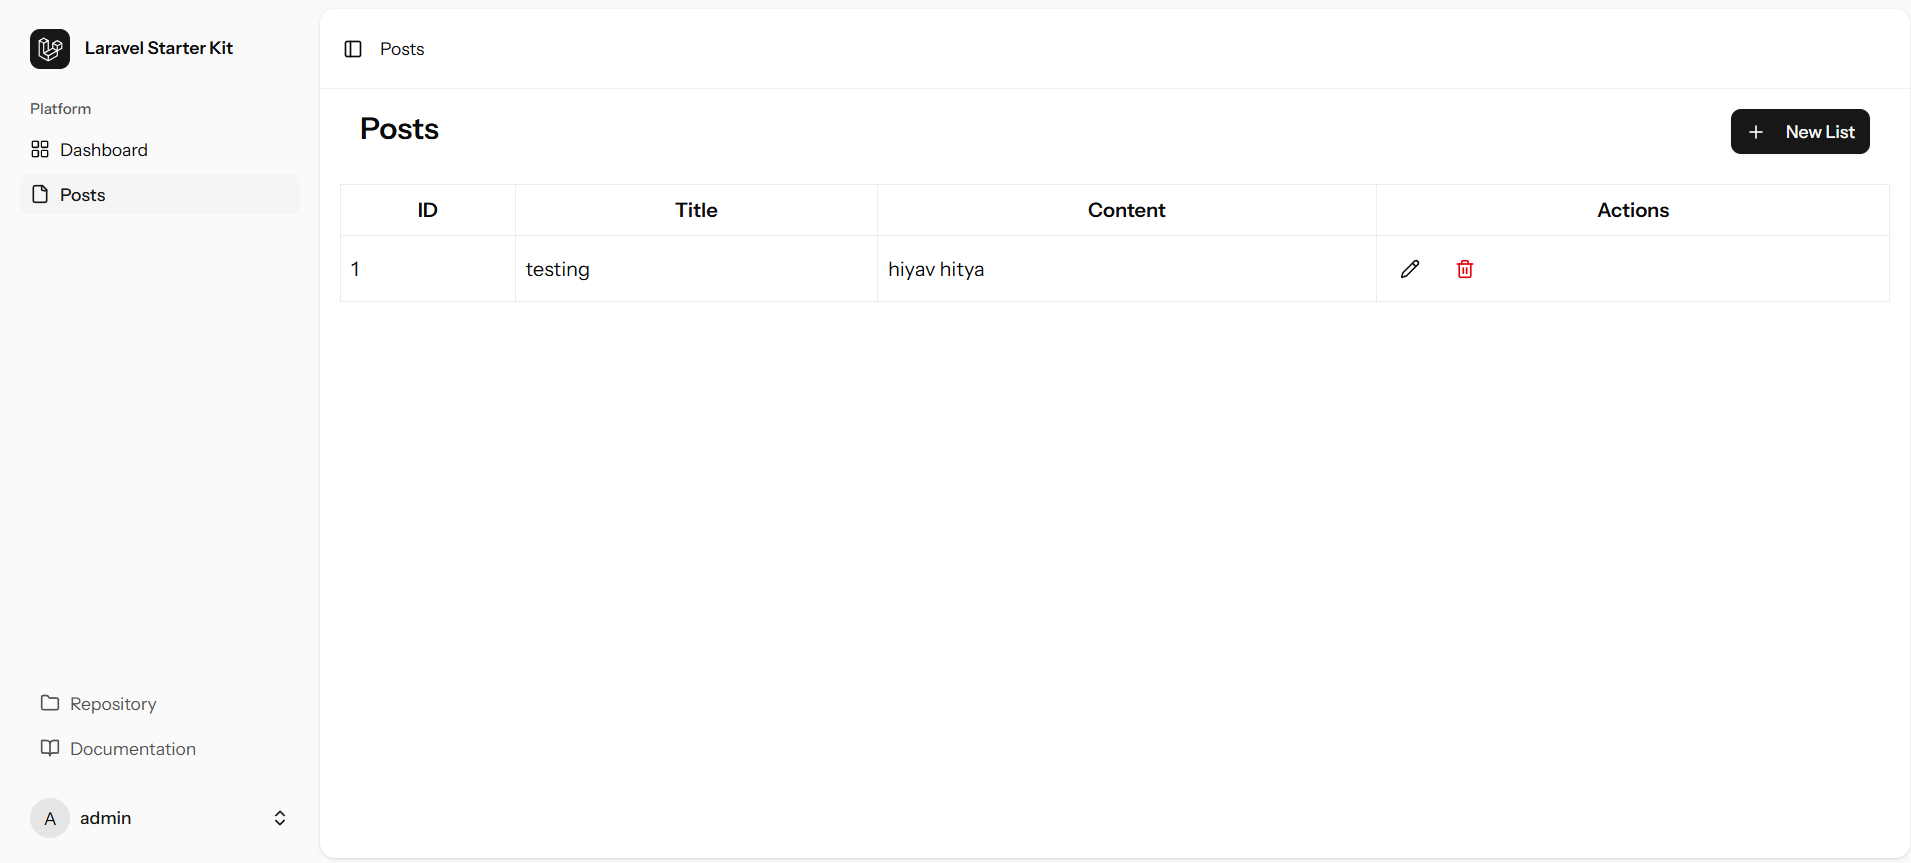 Laravel Starter Kit
Platform
Dashboard
Posts
Repository
Documentation
A admin
Posts
Posts
New List
ID Title Content Actions
1 testing hiyav hitya